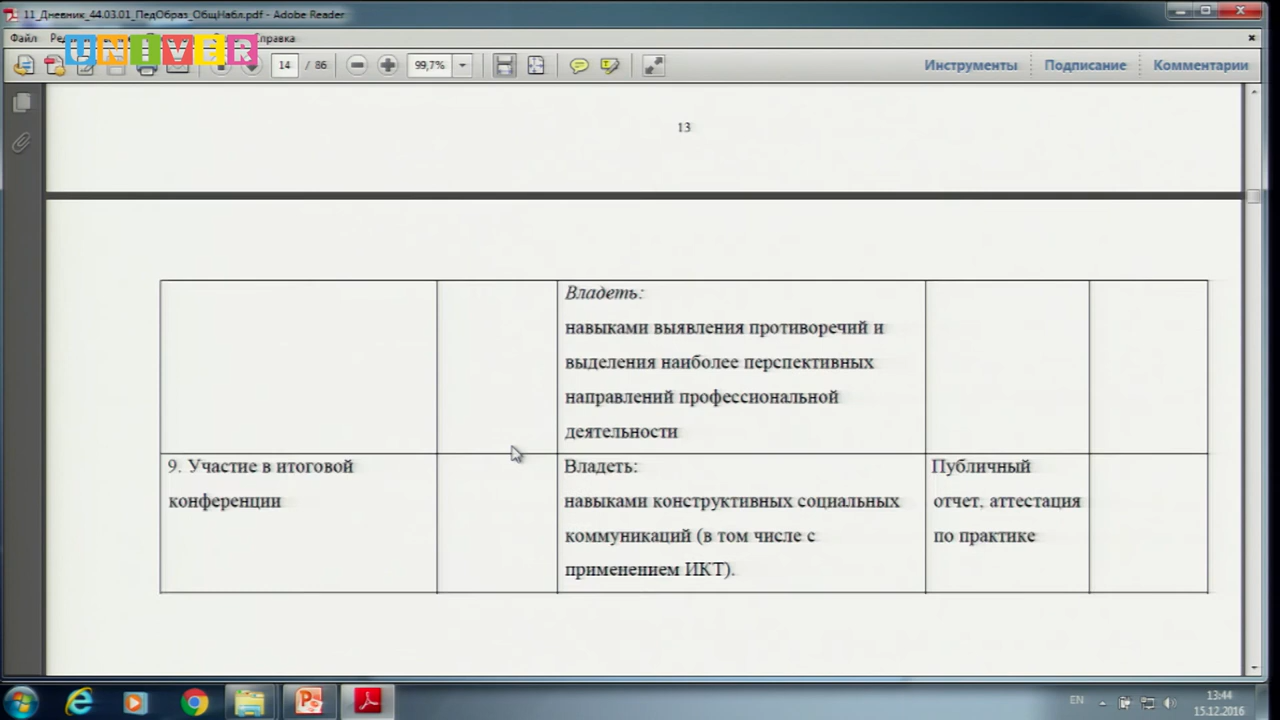 11_Дневник_44.03.01_ПедОбраз_ОбщНабл.pdf - Adobe Reader
Файл
Справка
UNIVER
14 / 86
99,7%
Инструменты
Подписание
Комментарии
13
Владеть:
навыками выявления противоречий и
выделения наиболее перспективных
направлений профессиональной
деятельности
9. Участие в итоговой
конференции
Владеть:
навыками конструктивных социальных
коммуникаций (в том числе с
применением ИКТ).
Публичный
отчет, аттестация
по практике
EN
13:44
15.12.2016